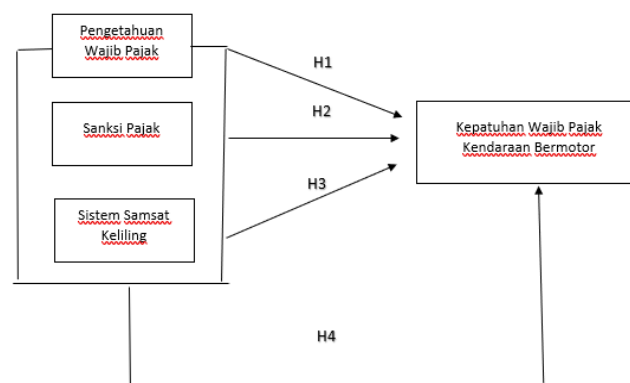 Pengetahuan
Wajib Pajak
H1
H2
Sanksi Pajak
Kepatuhan Wajib Pajak
Kendaraan Bermotor
H3
Sistem Samsat
Keliling
H4